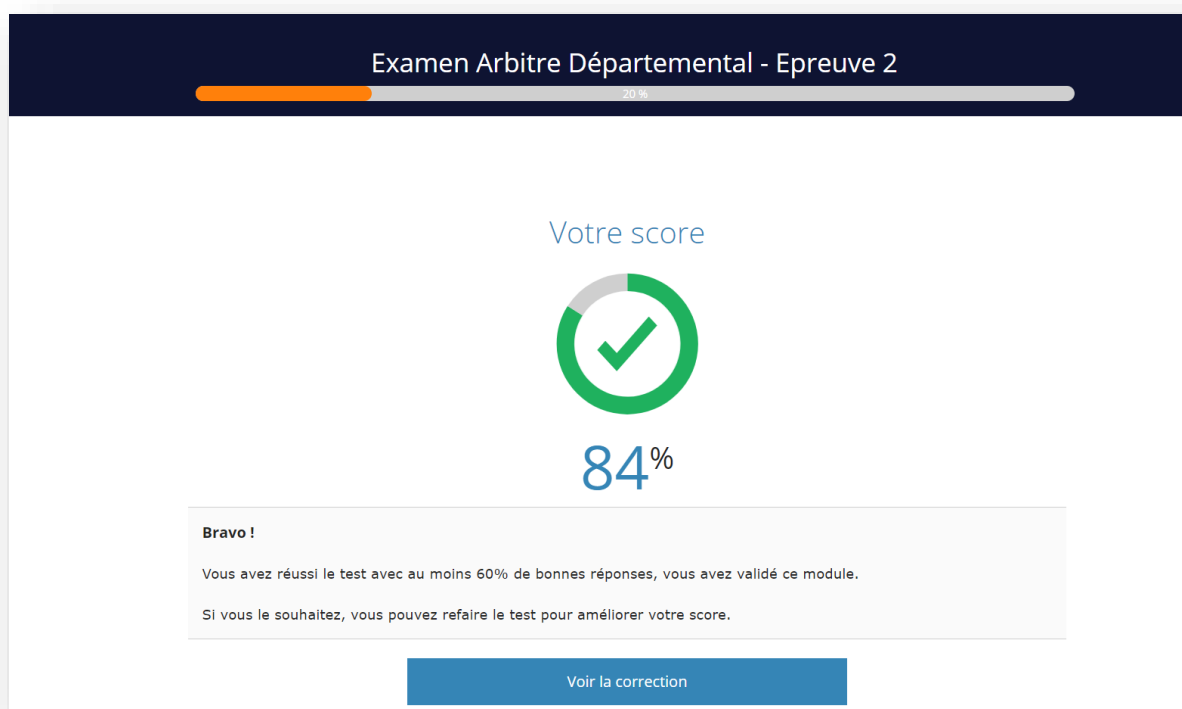 Examen Arbitre Départemental - Epreuve 2
20 %
Votre score
84%
Bravo !
Vous avez réussi le test avec au moins 60% de bonnes réponses, vous avez validé ce module.
Si vous le souhaitez, vous pouvez refaire le test pour améliorer votre score.
Voir la correction